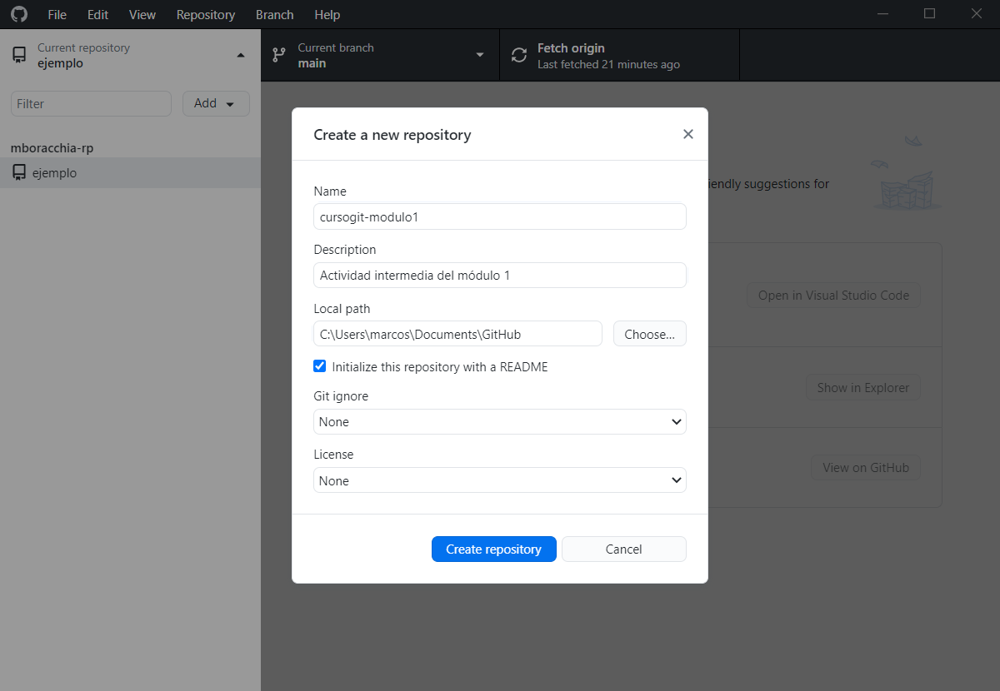 File Edit View Repository Branch Help
Current repository
ejemplo
Current branch
main
Fetch origin
Last fetched 21 minutes ago
Filter
Add
mboracchia-rp
ejemplo
Create a new repository
Name
cursogit-modulo1
Description
Actividad intermedia del módulo 1
Local path
C:\Users\marcos\Documents\GitHub
Choose...
Initialize this repository with a README
Git ignore
None
License
None
Create repository
Cancel
suggestions for
Open in Visual Studio Code
Show in Explorer
View on GitHub